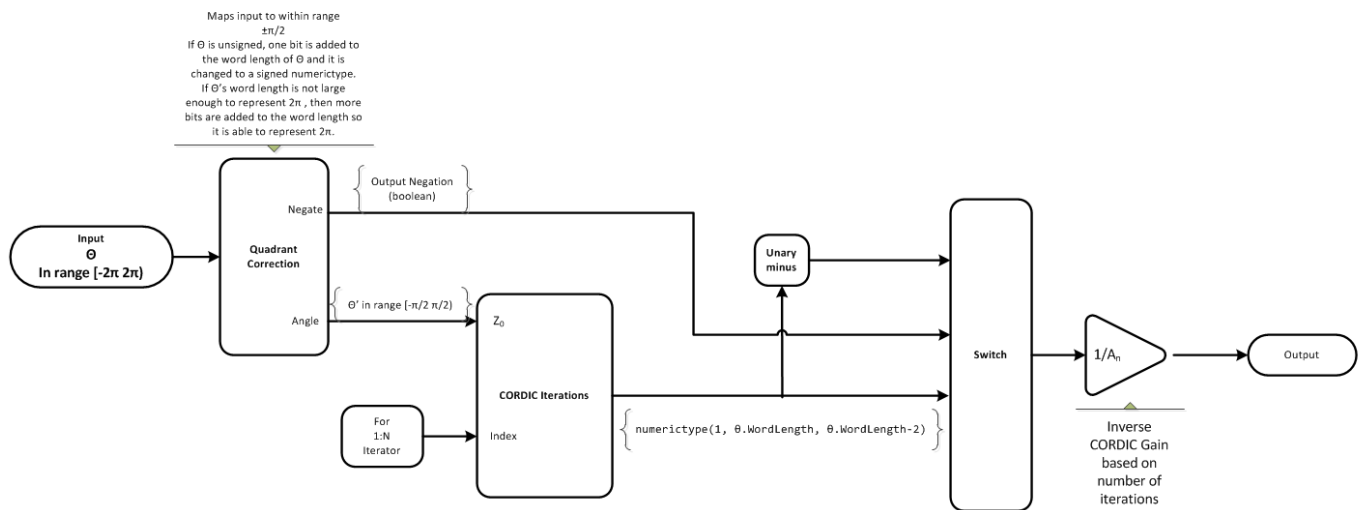 Maps input to within range
±π/2
If Θ is unsigned, one bit is added to
the word length of Θ and it is
changed to a signed numerictype.
If Θ's word length is not large
enough to represent 2π , then more
bits are added to the word length so
it is able to represent 2π.
Input
Θ
In range [-2π 2π)
Negate
Quadrant
Correction
Angle
Output Negation
(boolean)
Θ' in range [-π/2 π/2)
Z₀
CORDIC Iterations
Index
For
1:N
Iterator
Unary
minus
numerictype(1, θ.WordLength, θ.WordLength-2)
Switch
1/Aₙ
Inverse
CORDIC Gain
based on
number of
iterations
Output